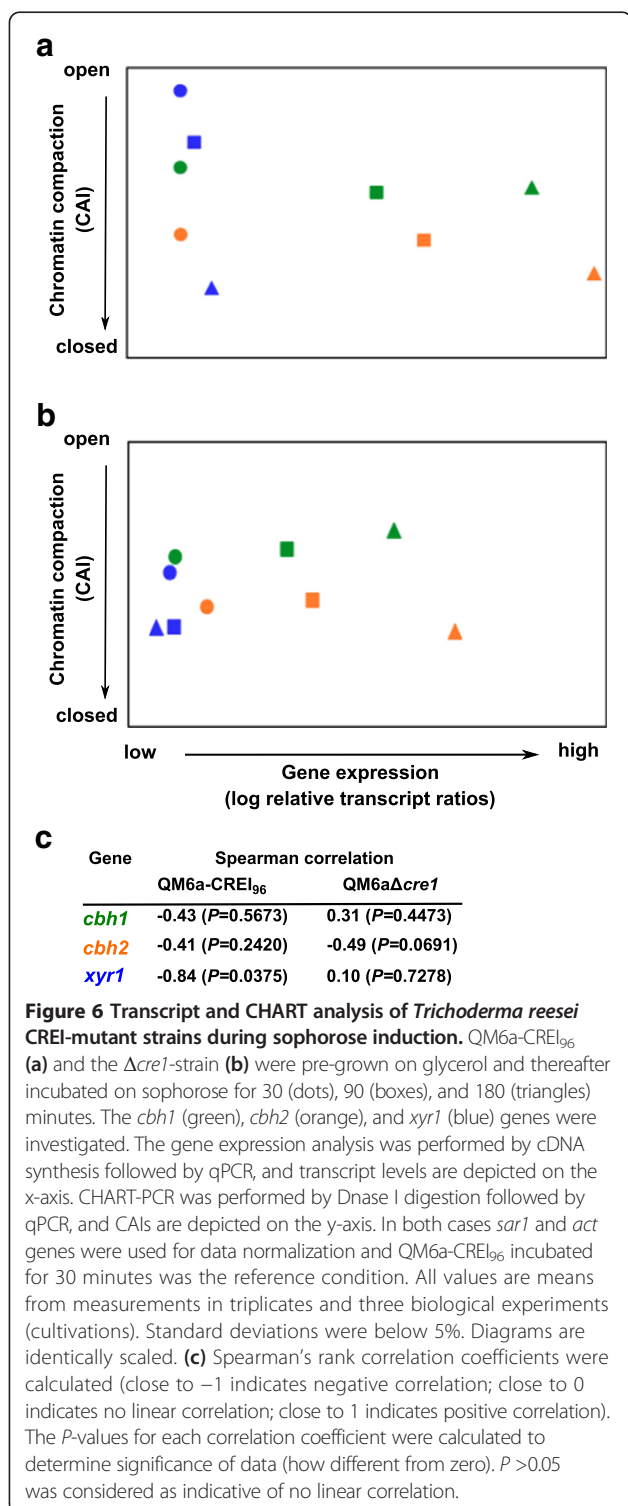 a
open
Chromatin compaction
(CAI)
closed
b
open
Chromatin compaction
(CAI)
closed
low
high
Gene expression
(log relative transcript ratios)
c
Gene Spearman correlation
QM6a-CREI96 QM6aΔcre1
cbh1 -0.43 (P=0.5673) 0.31 (P=0.4473)
cbh2 -0.41 (P=0.2420) -0.49 (P=0.0691)
xyr1 -0.84 (P=0.0375) 0.10 (P=0.7278)
Figure 6 Transcript and CHART analysis of Trichoderma reesei
CREI-mutant strains during sophorose induction. QM6a-CREI96
(a) and the Δcre1-strain (b) were pre-grown on glycerol and thereafter
incubated on sophorose for 30 (dots), 90 (boxes), and 180 (triangles)
minutes. The cbh1 (green), cbh2 (orange), and xyr1 (blue) genes were
investigated. The gene expression analysis was performed by cDNA
synthesis followed by qPCR, and transcript levels are depicted on the
x-axis. CHART-PCR was performed by Dnase I digestion followed by
qPCR, and CAIs are depicted on the y-axis. In both cases sar1 and act
genes were used for data normalization and QM6a-CREI96 incubated
for 30 minutes was the reference condition. All values are means
from measurements in triplicates and three biological experiments
(cultivations). Standard deviations were below 5%. Diagrams are
identically scaled. (c) Spearman's rank correlation coefficients were
calculated (close to −1 indicates negative correlation; close to 0
indicates no linear correlation; close to 1 indicates positive correlation).
The P-values for each correlation coefficient were calculated to
determine significance of data (how different from zero). P >0.05
was considered as indicative of no linear correlation.